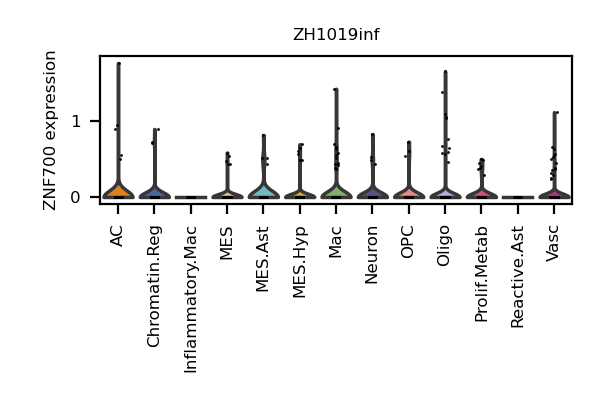 ZH1019inf
ZNF700 expression
1
0
AC
Chromatin.Reg
Inflammatory.Mac
MES
MES.Ast
MES.Hyp
Mac
Neuron
OPC
Oligo
Prolif.Metab
Reactive.Ast
Vasc